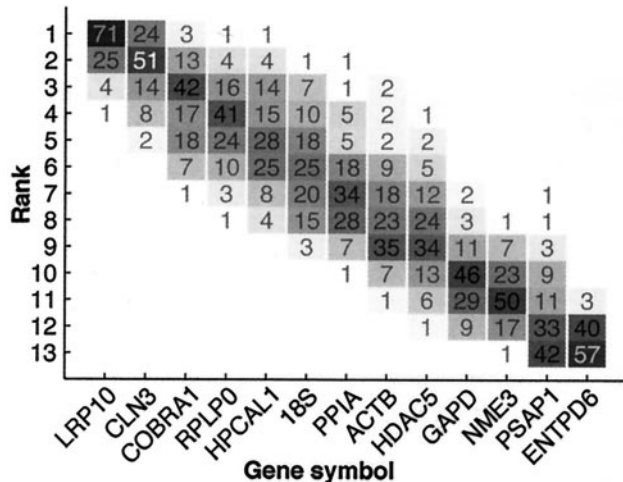 1 71 24 3 1 1
2 25 51 13 4 4 1 1
3 4 14 42 16 14 7 1 2
4 1 8 17 41 15 10 5 2 1
5 2 18 24 28 18 5 2 2
6 7 10 25 25 18 9 5
7 1 3 8 20 34 18 12 2 1
8 1 4 15 28 23 24 3 1 1
9 3 7 35 34 11 7 3
10 1 7 13 46 23 9
11 1 6 29 50 11 3
12 1 9 17 33 40
13 1 42 57
Rank
LRP10
CLN3
COBRA1
RPLP0
HPCAL1
18S
PPIA
ACTB
HDAC5
GAPD
NME3
PSAP1
ENTPD6
Gene symbol